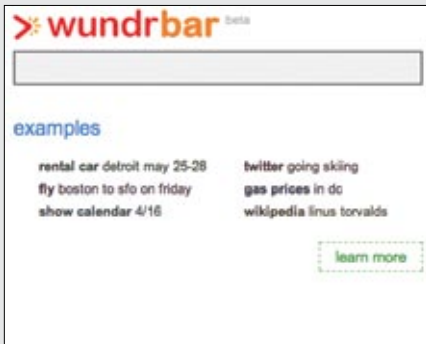 wundrbar beta
examples
rental car detroit may 25-28
fly boston to sfo on friday
show calendar 4/16
twitter going skiing
gas prices in dc
wikipedia linus torvalds
learn more